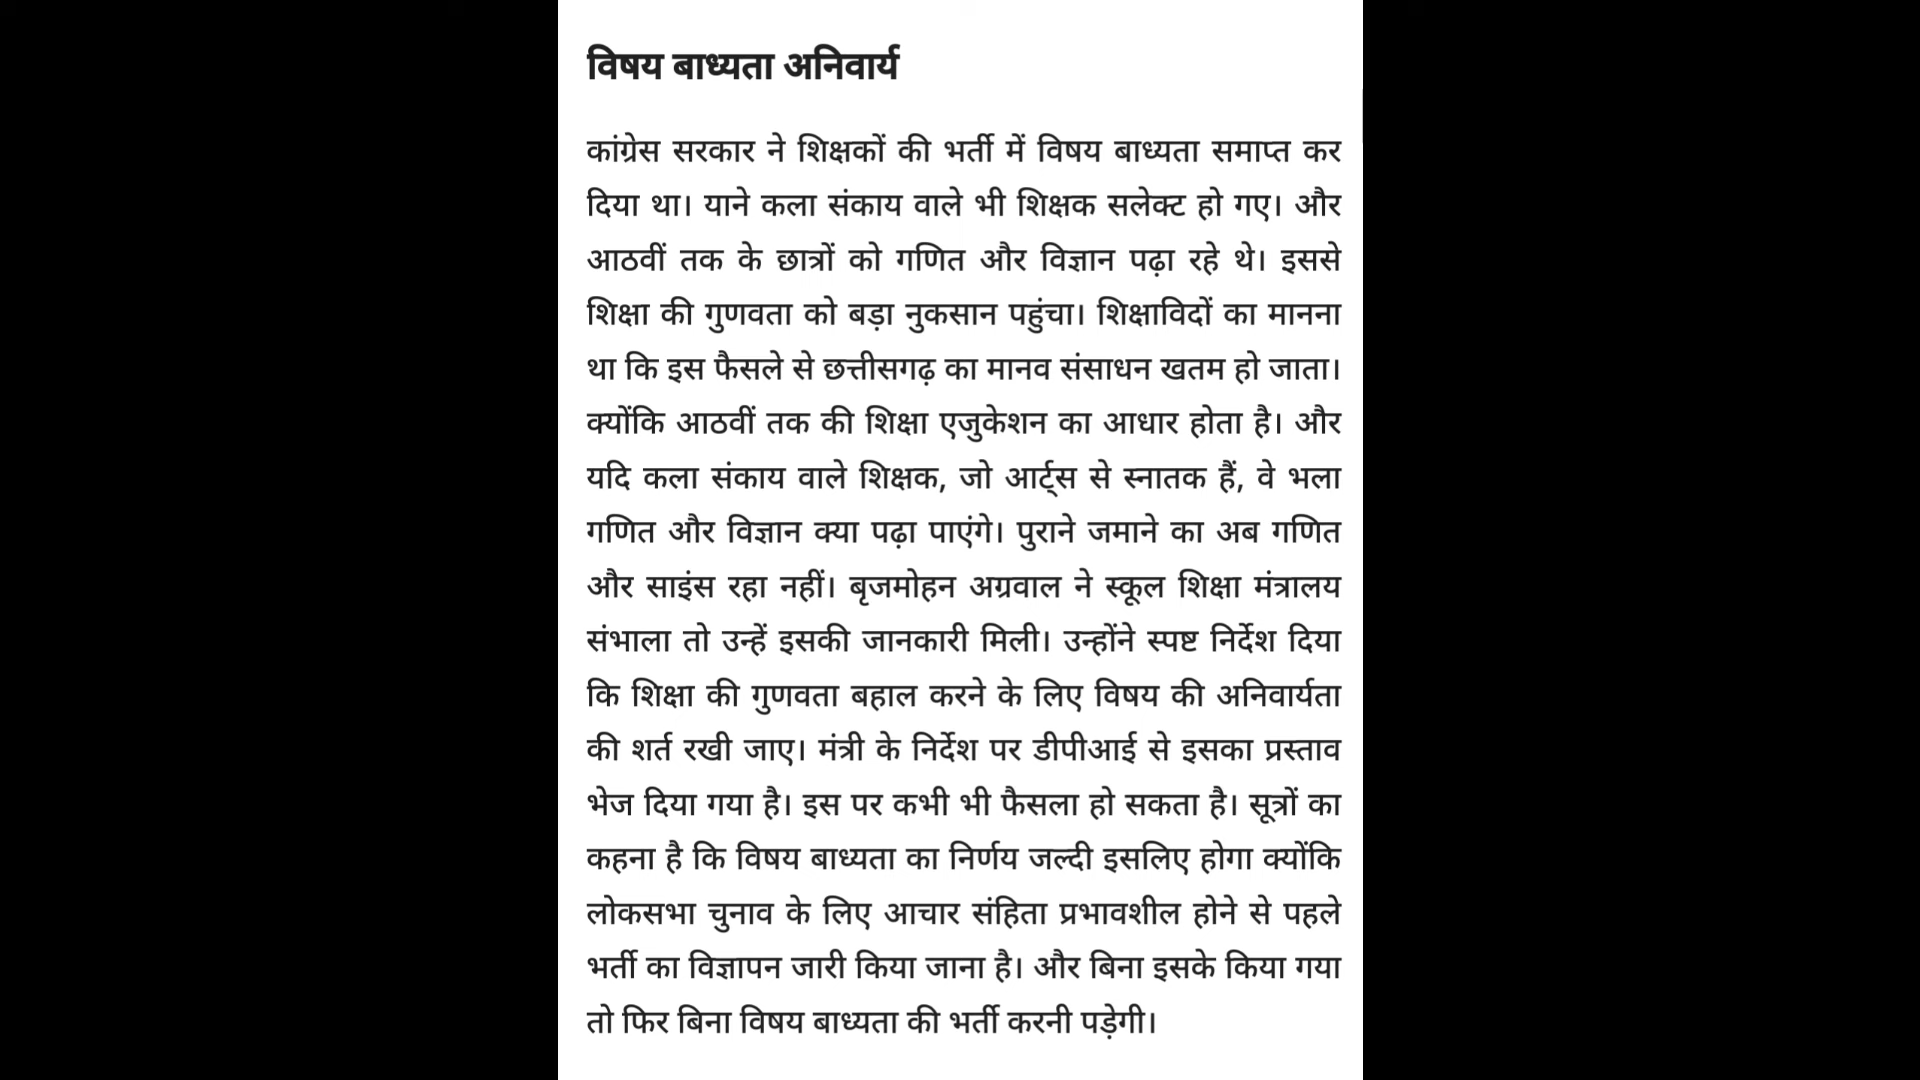 विषय बाध्यता अनिवार्य
कांग्रेस सरकार ने शिक्षकों की भर्ती में विषय बाध्यता समाप्त कर
दिया था। याने कला संकाय वाले भी शिक्षक सलेक्ट हो गए। और
आठवीं तक के छात्रों को गणित और विज्ञान पढ़ा रहे थे। इससे
शिक्षा की गुणवता को बड़ा नुकसान पहुंचा। शिक्षाविदों का मानना
था कि इस फैसले से छत्तीसगढ़ का मानव संसाधन खतम हो जाता।
क्योंकि आठवीं तक की शिक्षा एजुकेशन का आधार होता है। और
यदि कला संकाय वाले शिक्षक, जो आर्ट्स से स्नातक हैं, वे भला
गणित और विज्ञान क्या पढ़ा पाएंगे। पुराने जमाने का अब गणित
और साइंस रहा नहीं। बृजमोहन अग्रवाल ने स्कूल शिक्षा मंत्रालय
संभाला तो उन्हें इसकी जानकारी मिली। उन्होंने स्पष्ट निर्देश दिया
कि शिक्षा की गुणवता बहाल करने के लिए विषय की अनिवार्यता
की शर्त रखी जाए। मंत्री के निर्देश पर डीपीआई से इसका प्रस्ताव
भेज दिया गया है। इस पर कभी भी फैसला हो सकता है। सूत्रों का
कहना है कि विषय बाध्यता का निर्णय जल्दी इसलिए होगा क्योंकि
लोकसभा चुनाव के लिए आचार संहिता प्रभावशील होने से पहले
भर्ती का विज्ञापन जारी किया जाना है। और बिना इसके किया गया
तो फिर बिना विषय बाध्यता की भर्ती करनी पड़ेगी।